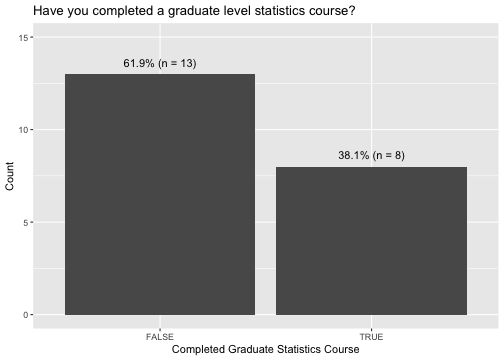 Have you completed a graduate level statistics course?
15
61.9% (n = 13)
10
38.1% (n = 8)
Count
5
0
FALSE
TRUE
Completed Graduate Statistics Course